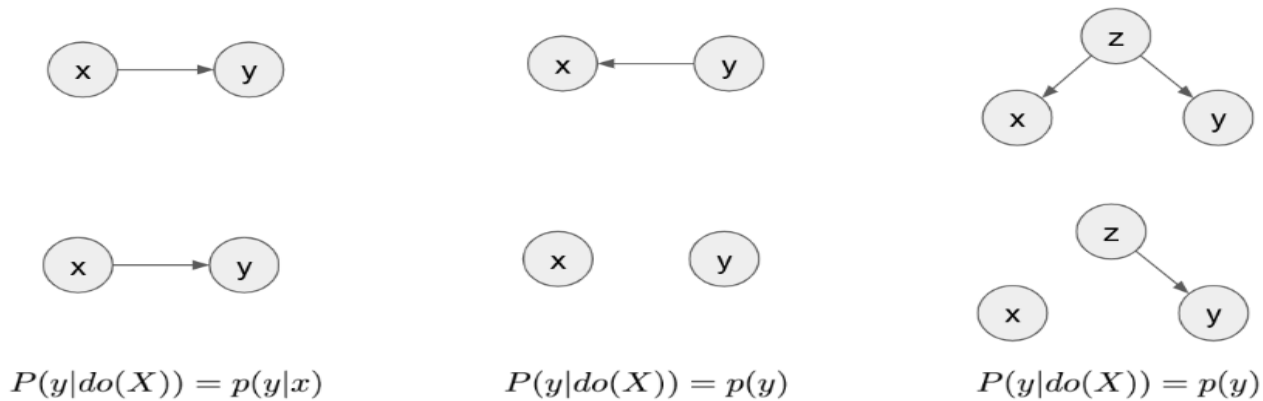 x y x y z
x y
z
x y x y
x y
P(y|do(X)) = p(y|x) P(y|do(X)) = p(y) P(y|do(X)) = p(y)